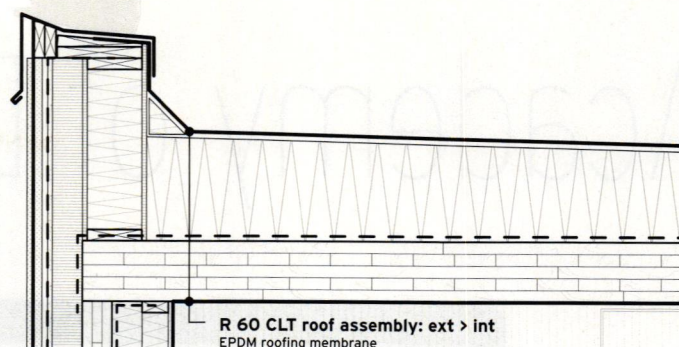 R 60 CLT roof assembly: ext > int
EPDM roofing membrane